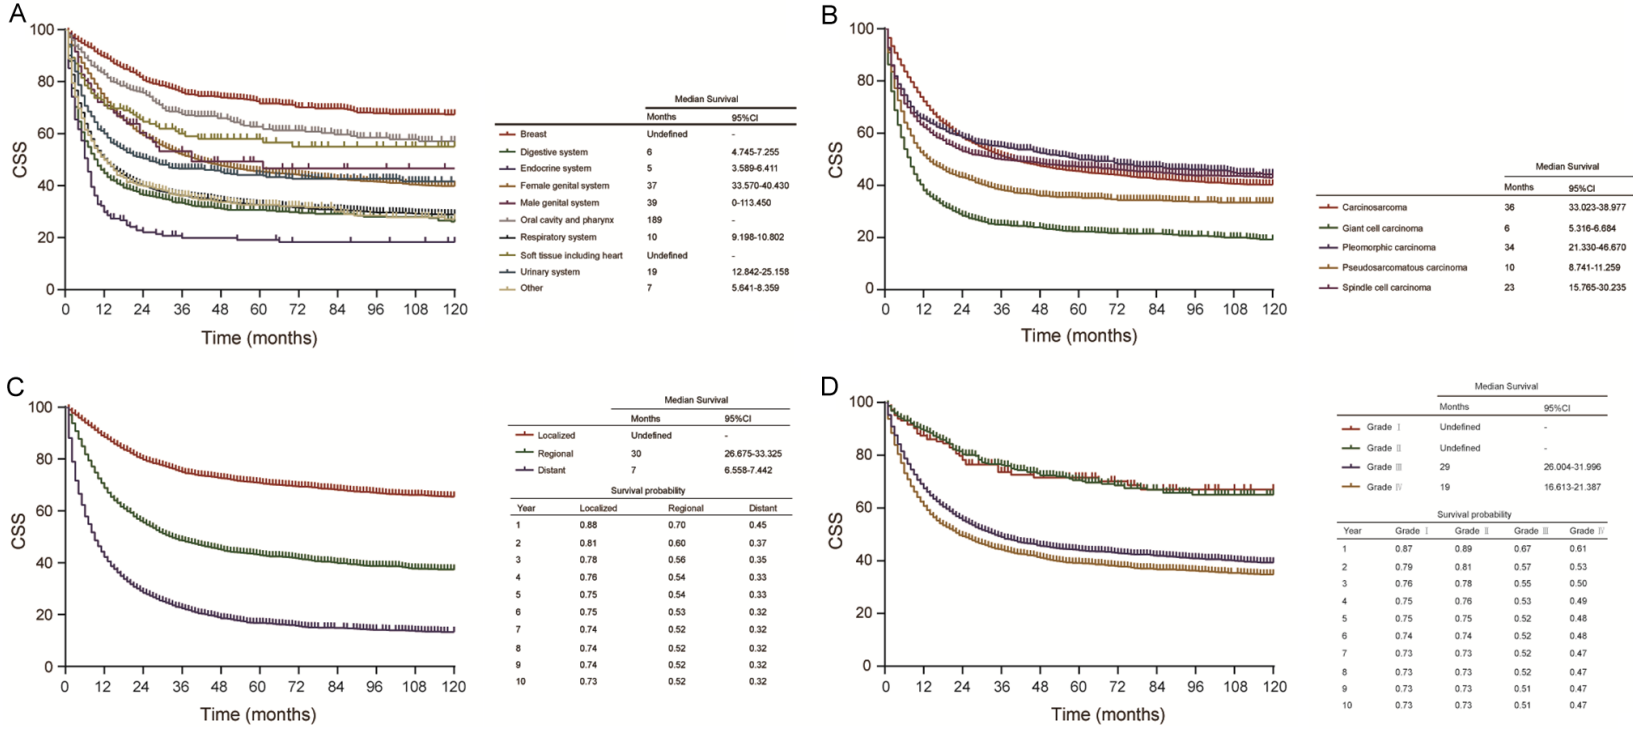 A
CSS
100
80
60
40
20
0
0 12 24 36 48 60 72 84 96 108 120
Time (months)
Median Survival
Months 95%CI
Breast Undefined -
Digestive system 6 4.745-7.255
Endocrine system 5 3.589-6.411
Female genital system 37 33.570-40.430
Male genital system 39 0-113.450
Oral cavity and pharynx 189 -
Respiratory system 10 9.198-10.802
Soft tissue including heart Undefined -
Urinary system 19 12.842-25.158
Other 7 5.641-8.359
B
CSS
100
80
60
40
20
0
0 12 24 36 48 60 72 84 96 108 120
Time (months)
Median Survival
Months 95%CI
Carcinosarcoma 36 33.023-38.977
Giant cell carcinoma 6 5.316-6.684
Pleomorphic carcinoma 34 21.330-46.670
Pseudosarcomatous carcinoma 10 8.741-11.259
Spindle cell carcinoma 23 15.765-30.235
C
CSS
100
80
60
40
20
0
0 12 24 36 48 60 72 84 96 108 120
Time (months)
Median Survival
Months 95%CI
Localized Undefined -
Regional 30 26.675-33.325
Distant 7 6.558-7.442
Survival probability
Year Localized Regional Distant
1 0.88 0.70 0.45
2 0.81 0.60 0.37
3 0.78 0.56 0.35
4 0.76 0.54 0.33
5 0.75 0.54 0.33
6 0.75 0.53 0.32
7 0.74 0.52 0.32
8 0.74 0.52 0.32
9 0.74 0.52 0.32
10 0.73 0.52 0.32
D
CSS
100
80
60
40
20
0
0 12 24 36 48 60 72 84 96 108 120
Time (months)
Median Survival
Months 95%CI
Grade Ⅰ Undefined -
Grade Ⅱ Undefined -
Grade Ⅲ 29 26.004-31.996
Grade Ⅳ 19 16.613-21.387
Survival probability
Year Grade Ⅰ Grade Ⅱ Grade Ⅲ Grade Ⅳ
1 0.87 0.89 0.67 0.61
2 0.79 0.81 0.57 0.53
3 0.76 0.78 0.55 0.50
4 0.75 0.76 0.53 0.49
5 0.75 0.75 0.52 0.48
6 0.74 0.74 0.52 0.48
7 0.73 0.73 0.52 0.47
8 0.73 0.73 0.52 0.47
9 0.73 0.73 0.51 0.47
10 0.73 0.73 0.51 0.47